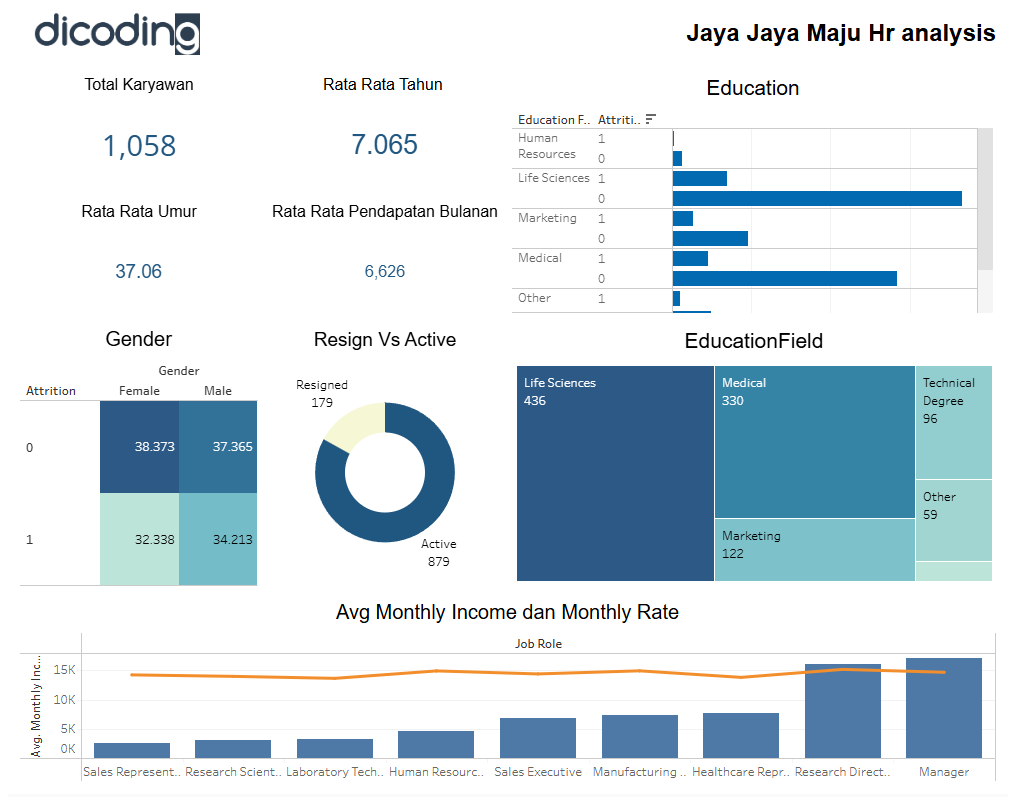 dicoding
Jaya Jaya Maju Hr analysis
Total Karyawan
1,058
Rata Rata Tahun
7.065
Rata Rata Umur
37.06
Rata Rata Pendapatan Bulanan
6,626
Education
Education F.. Attriti..
Human Resources 1
0
Life Sciences 1
0
Marketing 1
0
Medical 1
0
Other 1
Gender
Gender
Attrition Female Male
0 38.373 37.365
1 32.338 34.213
Resign Vs Active
Resigned
179
Active
879
EducationField
Life Sciences
436
Medical
330
Marketing
122
Technical
Degree
96
Other
59
Avg Monthly Income dan Monthly Rate
Job Role
Avg. Monthly Inc...
15K
10K
5K
0K
Sales Represent.. Research Scient.. Laboratory Tech.. Human Resourc.. Sales Executive Manufacturing .. Healthcare Repr.. Research Direct.. Manager